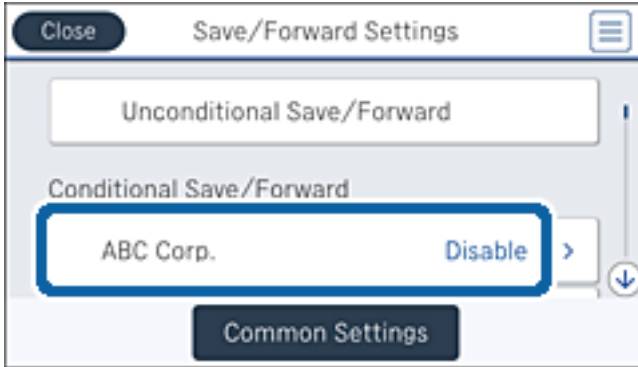 Close Save/Forward Settings
Unconditional Save/Forward
Conditional Save/Forward
ABC Corp. Disable >
Common Settings